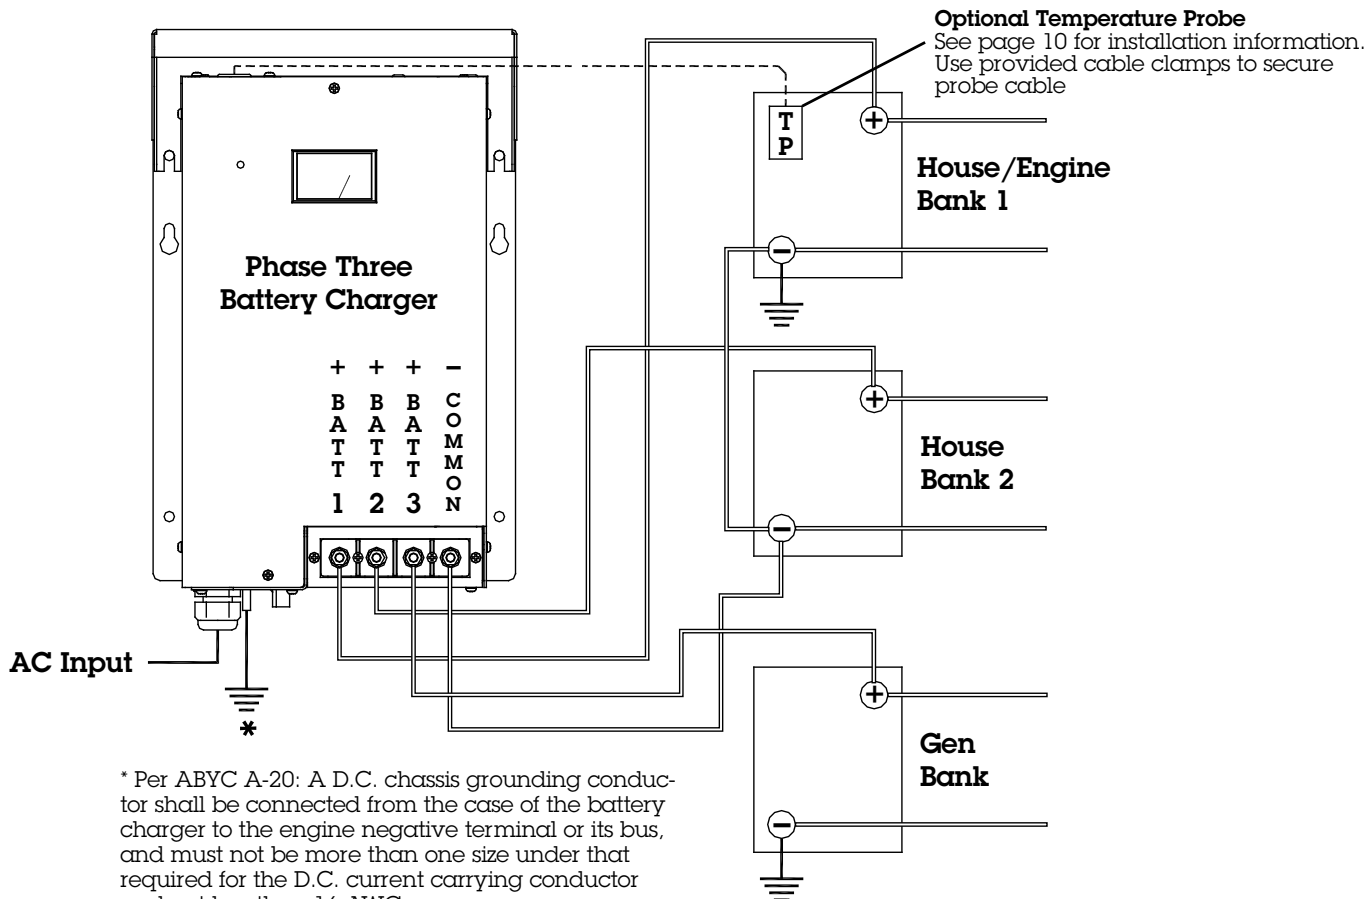 Optional Temperature Probe
See page 10 for installation information.
Use provided cable clamps to secure
probe cable
T
P
+
House/Engine
Bank 1
−
Phase Three
Battery Charger
+ + + −
BATT 1
BATT 2
BATT 3
COMMON
+
House
Bank 2
−
AC Input
*
+
Gen
Bank
−
* Per ABYC A-20: A D.C. chassis grounding conduc-
tor shall be connected from the case of the battery
charger to the engine negative terminal or its bus,
and must not be more than one size under that
required for the D.C. current carrying conductor